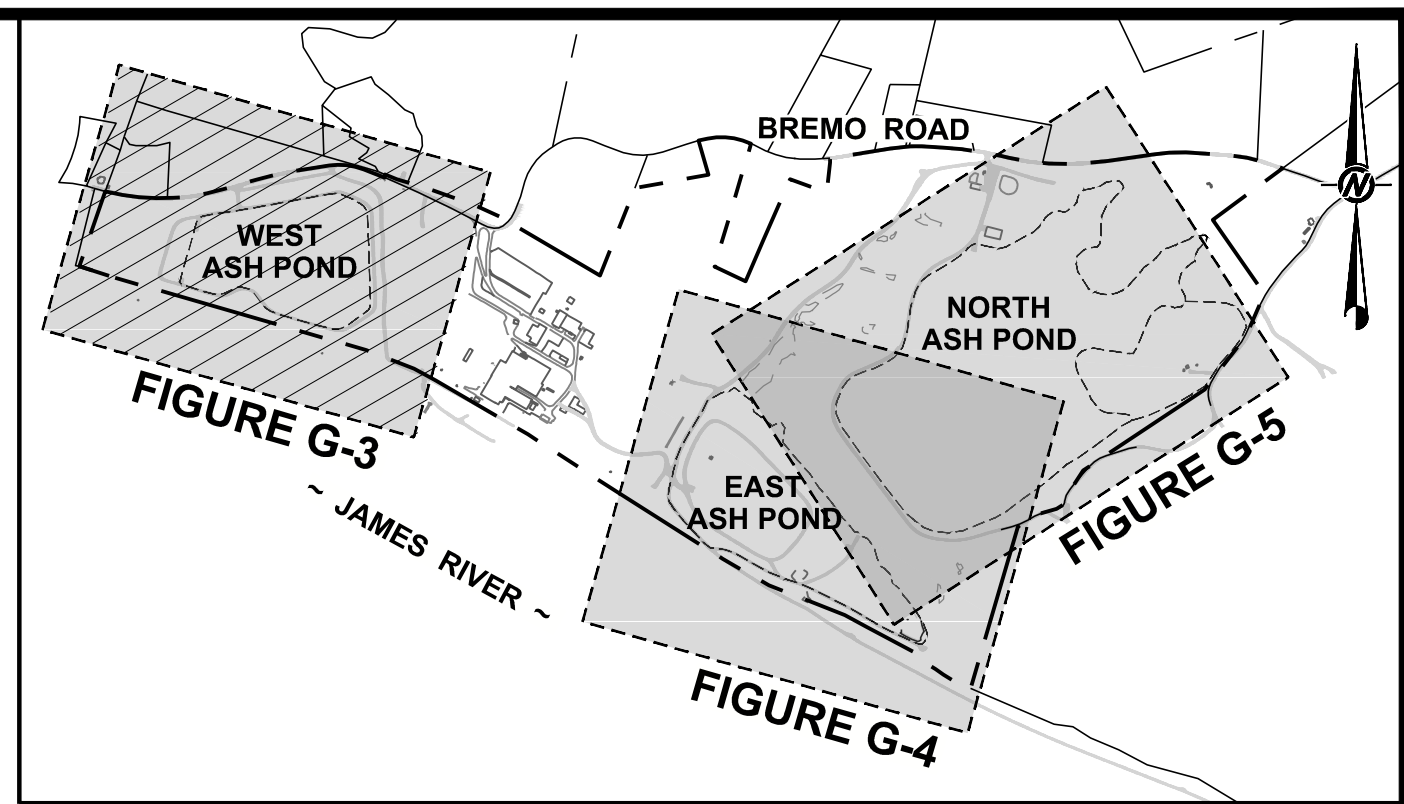 BREMO ROAD
N
WEST
ASH POND
NORTH
ASH POND
FIGURE G-3
FIGURE G-5
EAST
ASH POND
~ JAMES RIVER ~
FIGURE G-4